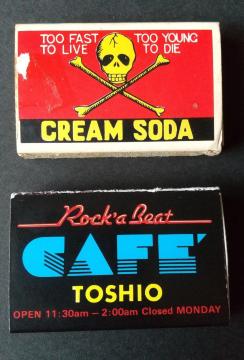 TOO FAST TOO YOUNG
TO LIVE TO DIE
CREAM SODA
Rock'a Beat
CAFE'
TOSHIO
OPEN 11:30am – 2:00am Closed MONDAY